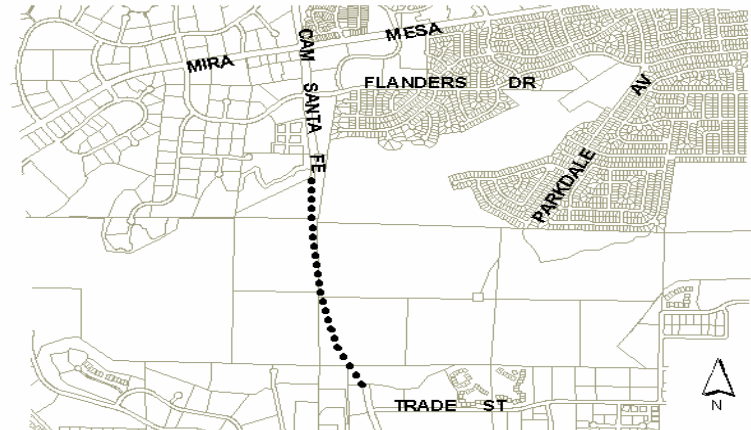 MIRA MESA
CAM SANTA FE
FLANDERS DR
PARKDALE AV
TRADE ST
N